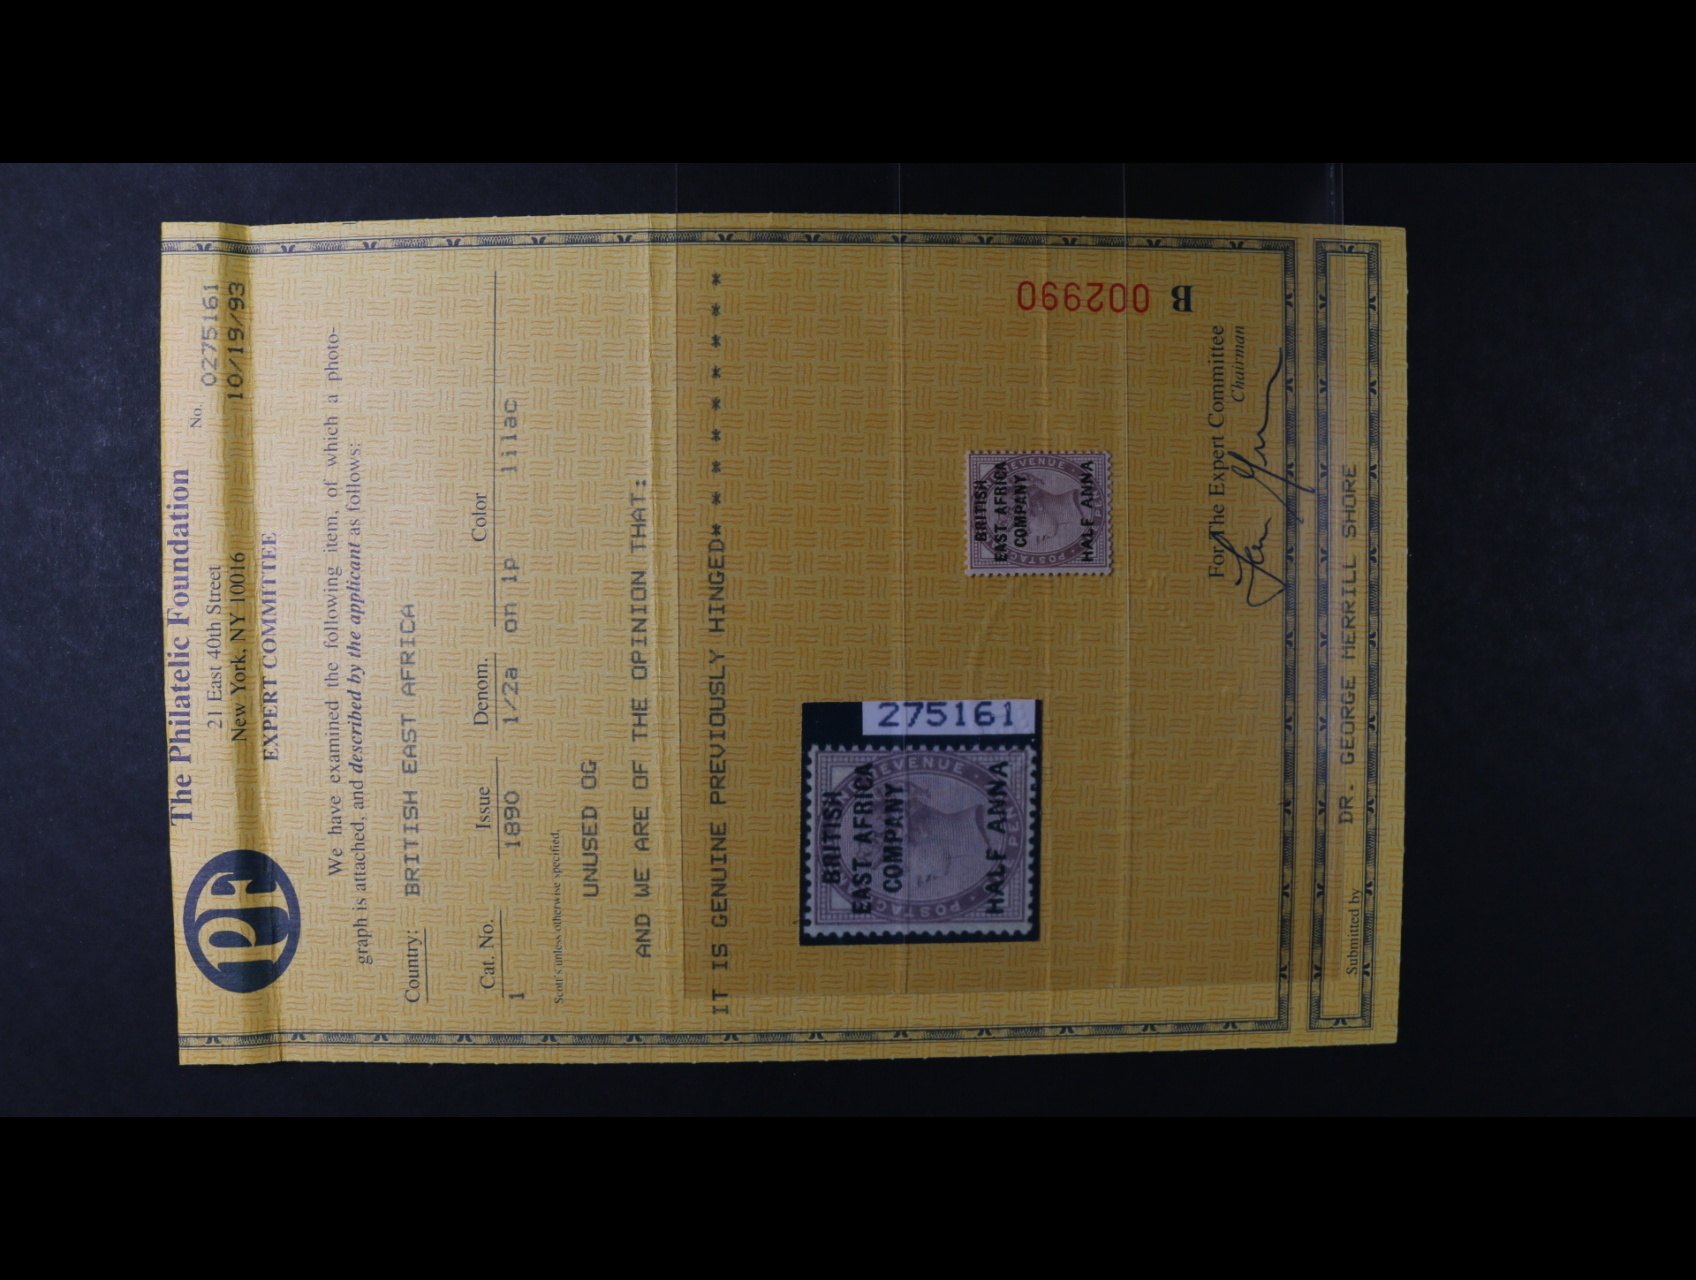 PF
The Philatelic Foundation
21 East 40th Street
New York, NY 10016
EXPERT COMMITTEE
No. 0275161
10/19/93
We have examined the following item, of which a photo-
graph is attached, and described by the applicant as follows:
Country: BRITISH EAST AFRICA
Cat. No. Issue Denom. Color
1 1890 1/2a on 1p lilac
Scott's unless otherwise specified.
UNUSED OG
AND WE ARE OF THE OPINION THAT:
IT IS GENUINE PREVIOUSLY HINGED* * * * * * * * *
275161
POSTAGE REVENUE
BRITISH
EAST AFRICA
COMPANY
HALF ANNA
BRITISH
EAST AFRICA
COMPANY
HALF ANNA
002990 B
For The Expert Committee
Chairman
Submitted by DR. GEORGE MERRILL SHORE